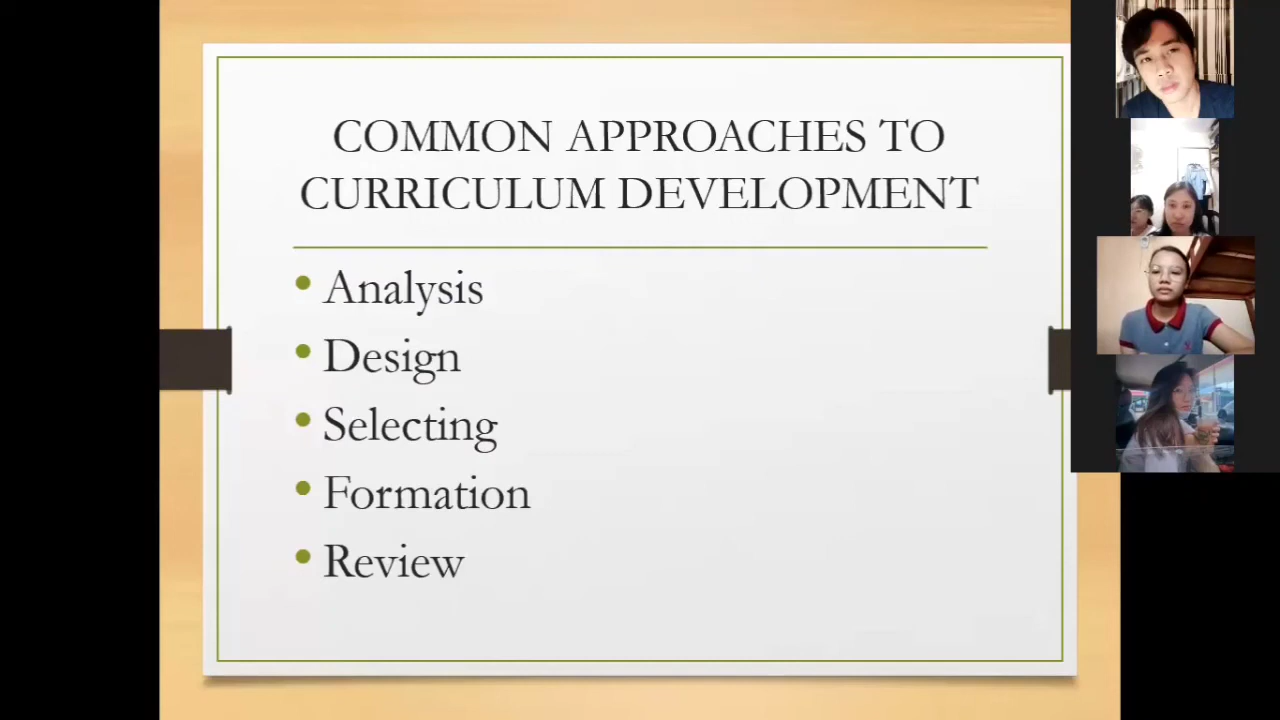 COMMON APPROACHES TO
CURRICULUM DEVELOPMENT
• Analysis
• Design
• Selecting
• Formation
• Review